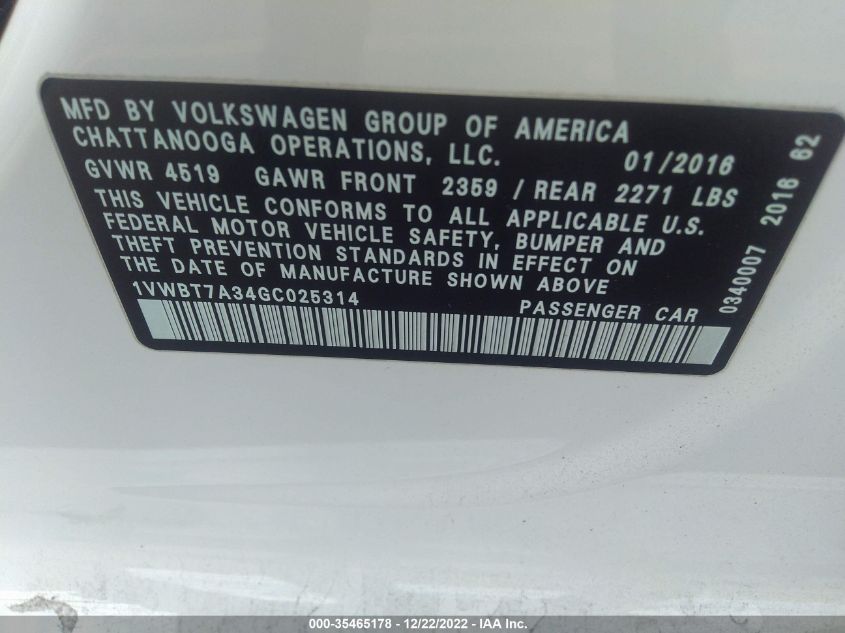 MFD BY VOLKSWAGEN GROUP OF AMERICA
CHATTANOOGA OPERATIONS, LLC. 01/2016
GVWR 4519 GAWR FRONT 2359 / REAR 2271 LBS
THIS VEHICLE CONFORMS TO ALL APPLICABLE U.S.
FEDERAL MOTOR VEHICLE SAFETY, BUMPER AND
THEFT PREVENTION STANDARDS IN EFFECT ON
THE DATE OF MANUFACTURE SHOWN ABOVE
1VWBT7A34GC025314 PASSENGER CAR
0340007 2016 62
000-35465178 - 12/22/2022 - IAA Inc.